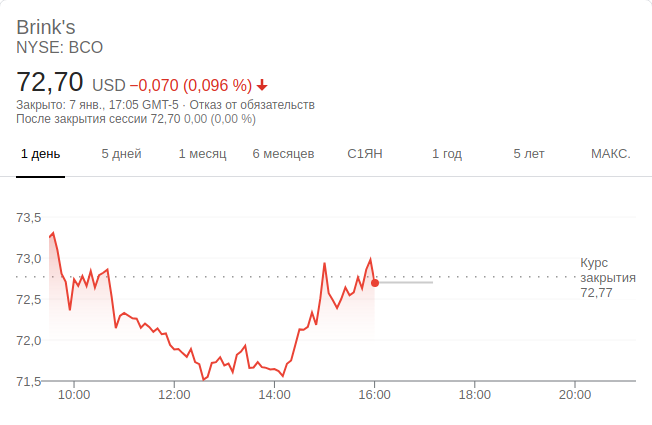 Brink's
NYSE: BCO
72,70 USD −0,070 (0,096 %)
Закрыто: 7 янв., 17:05 GMT-5 · Отказ от обязательств
После закрытия сессии 72,70 0,00 (0,00 %)
1 день 5 дней 1 месяц 6 месяцев С1ЯН 1 год 5 лет МАКС.
73,5
73,0
72,5
72,0
71,5
Курс
закрытия
72,77
10:00 12:00 14:00 16:00 18:00 20:00